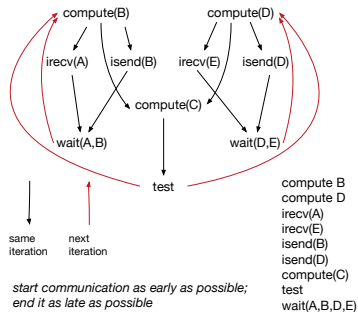 compute(B)
compute(D)
irecv(A)
isend(B)
irecv(E)
isend(D)
compute(C)
wait(A,B)
wait(D,E)
test
same
iteration
next
iteration
start communication as early as possible;
end it as late as possible
compute B
compute D
irecv(A)
irecv(E)
isend(B)
isend(D)
compute(C)
test
wait(A,B,D,E)